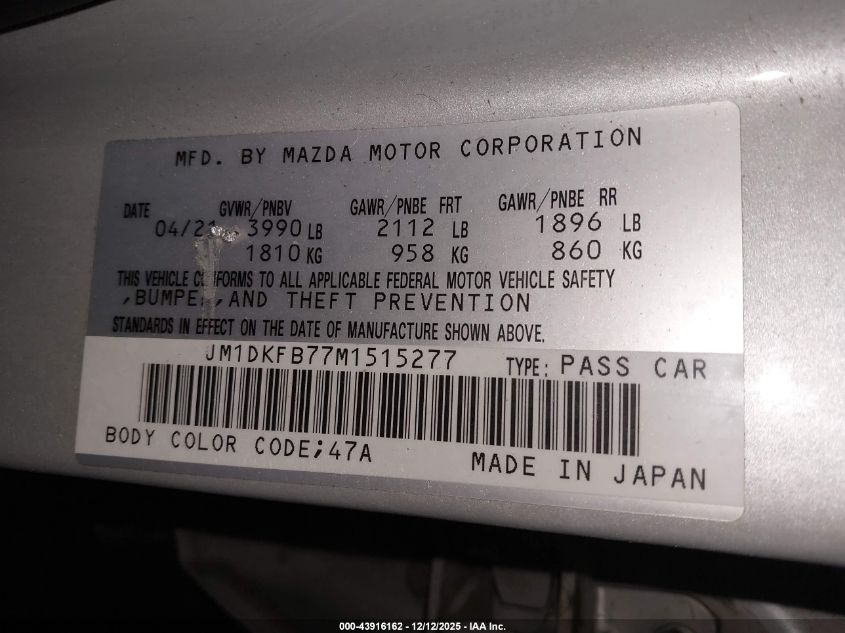 MFD. BY MAZDA MOTOR CORPORATION
DATE GVWR/PNBV GAWR/PNBE FRT GAWR/PNBE RR
04/21 3990 LB 2112 LB 1896 LB
1810 KG 958 KG 860 KG
THIS VEHICLE CONFORMS TO ALL APPLICABLE FEDERAL MOTOR VEHICLE SAFETY
,BUMPER,AND THEFT PREVENTION
STANDARDS IN EFFECT ON THE DATE OF MANUFACTURE SHOWN ABOVE.
JM1DKFB77M1515277 TYPE: PASS CAR
BODY COLOR CODE;47A
MADE IN JAPAN
000-43916162 - 12/12/2025 - IAA Inc.